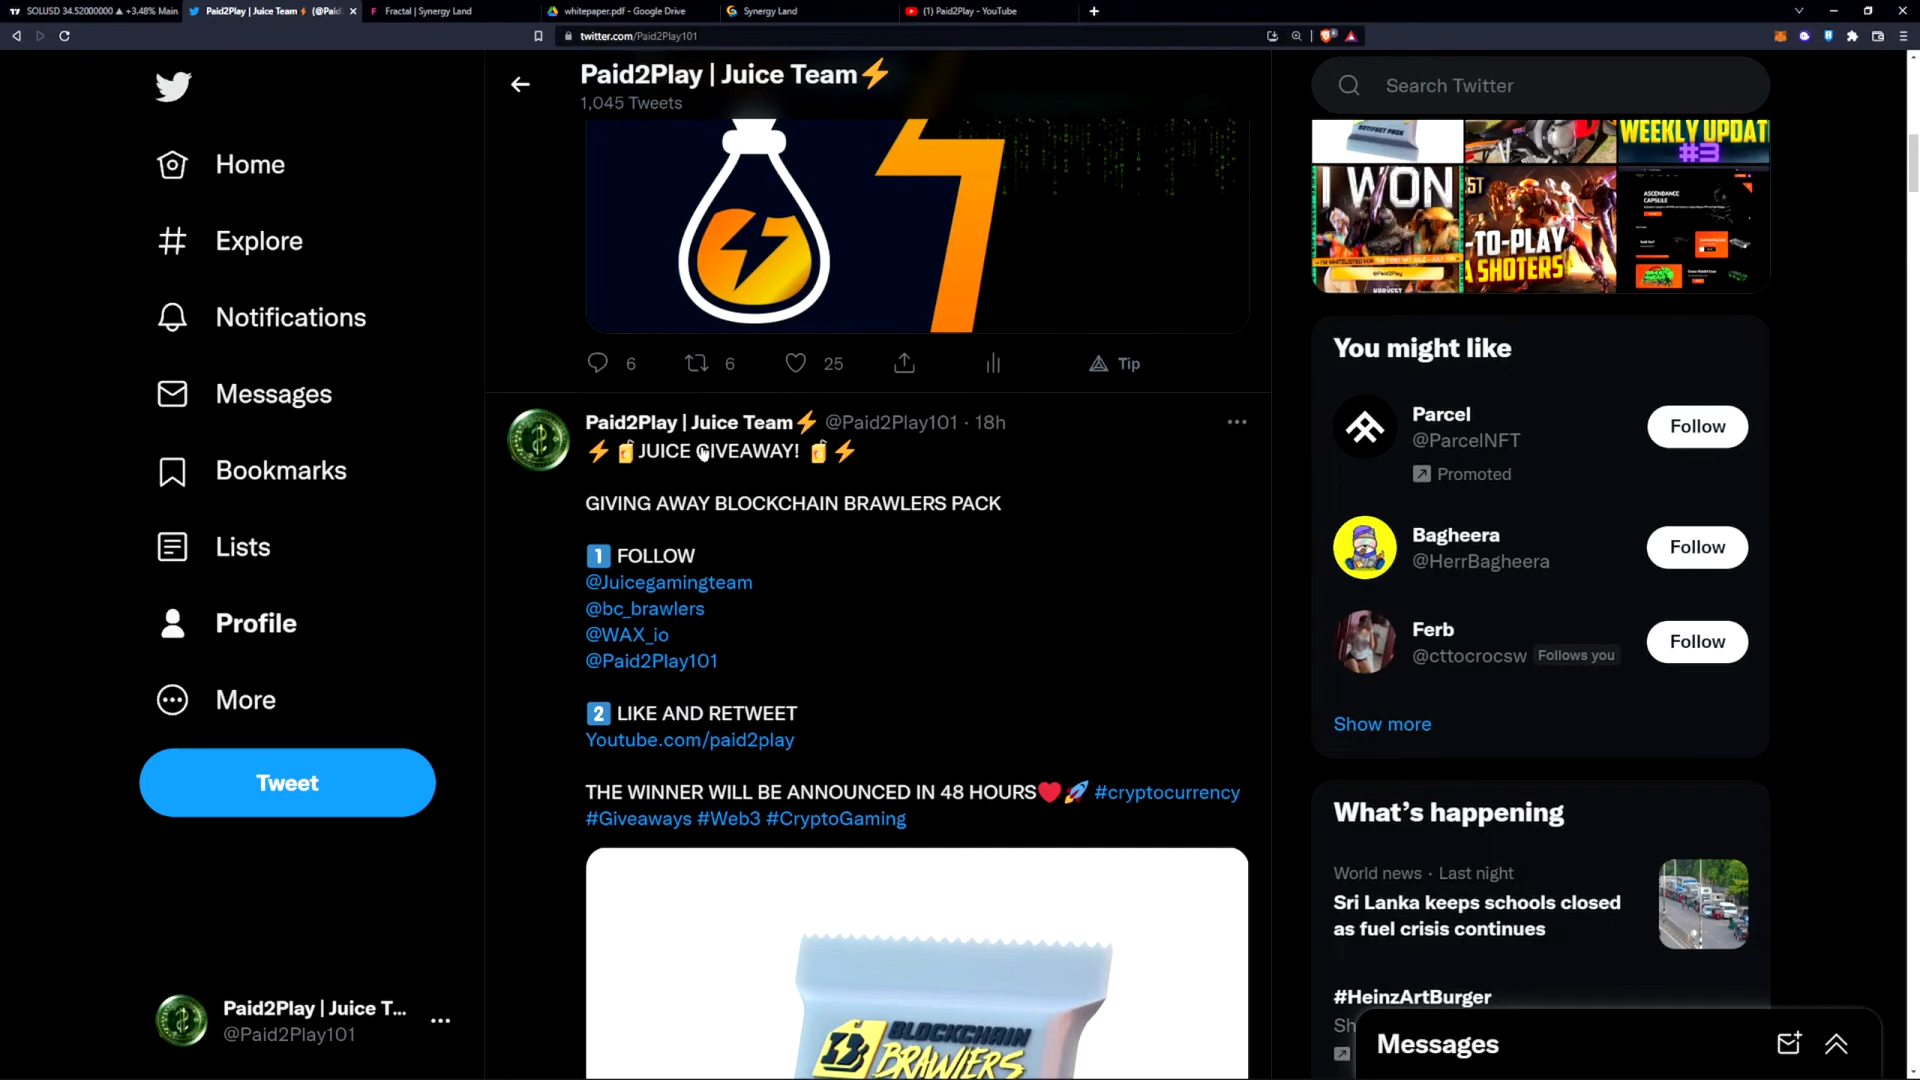 SOLUSD 34.52000000 ▲ +3.48% Main
Paid2Play | Juice Team⚡ (@Paid
Fractal | Synergy Land
whitepaper.pdf - Google Drive
Synergy Land
(1) Paid2Play - YouTube
twitter.com/Paid2Play101
Home
Explore
Notifications
Messages
Bookmarks
Lists
Profile
More
Tweet
Paid2Play | Juice T...
@Paid2Play101
Paid2Play | Juice Team⚡
1,045 Tweets
6
6
25
Tip
Paid2Play | Juice Team⚡ @Paid2Play101 · 18h
⚡🧃JUICE GIVEAWAY!🧃⚡
GIVING AWAY BLOCKCHAIN BRAWLERS PACK
1️⃣ FOLLOW
@Juicegamingteam
@bc_brawlers
@WAX_io
@Paid2Play101
2️⃣ LIKE AND RETWEET
Youtube.com/paid2play
THE WINNER WILL BE ANNOUNCED IN 48 HOURS❤️🚀 #cryptocurrency
#Giveaways #Web3 #CryptoGaming
BLOCKCHAIN
BRAWLERS
Search Twitter
ARTIFACT PACK
WEEKLY UPDAT
#3
I WON
@Paid2Play
-TO-PLAY
SHOTERS
ASCENDANCE
CAPSULE
You might like
Parcel
@ParcelNFT
Promoted
Follow
Bagheera
@HerrBagheera
Follow
Ferb
@cttocrocsw Follows you
Follow
Show more
What's happening
World news · Last night
Sri Lanka keeps schools closed
as fuel crisis continues
#HeinzArtBurger
Sh
Messages